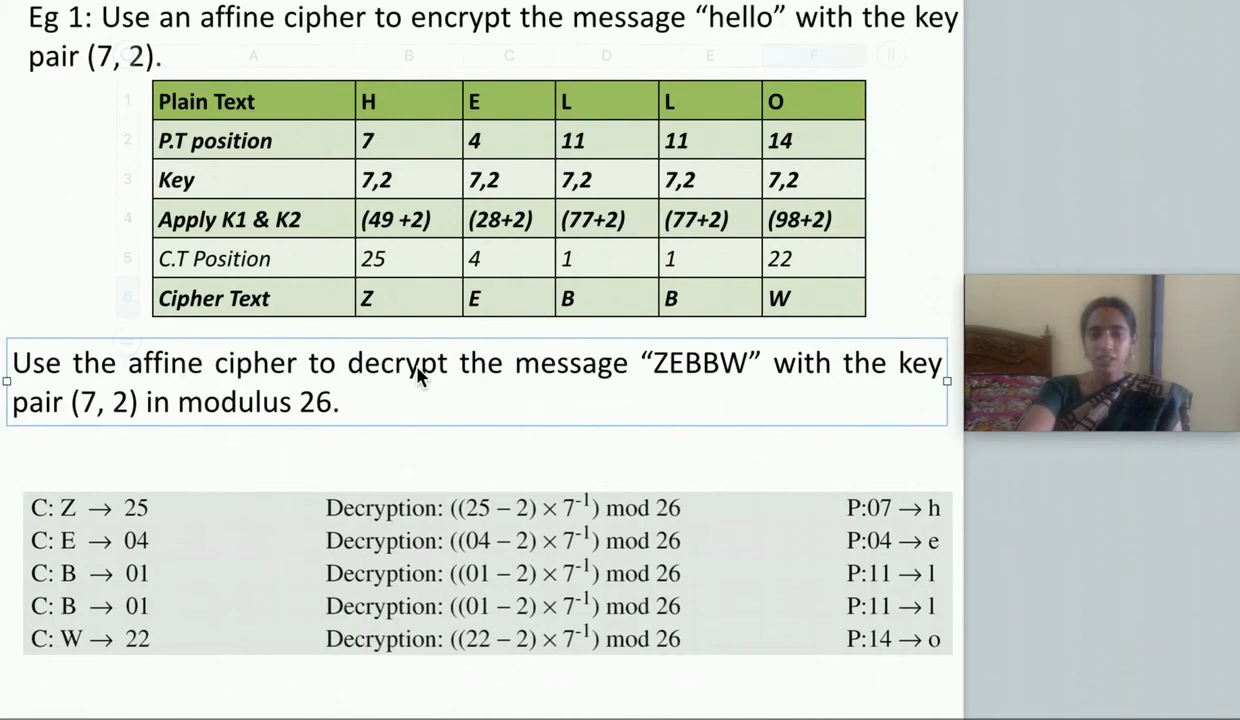 Eg 1: Use an affine cipher to encrypt the message “hello” with the key
pair (7, 2).
A B C D E F
1 Plain Text H E L L O
2 P.T position 7 4 11 11 14
3 Key 7,2 7,2 7,2 7,2 7,2
4 Apply K1 & K2 (49 +2) (28+2) (77+2) (77+2) (98+2)
5 C.T Position 25 4 1 1 22
6 Cipher Text Z E B B W
Use the affine cipher to decrypt the message “ZEBBW” with the key
pair (7, 2) in modulus 26.
C: Z → 25 Decryption: ((25 − 2) × 7⁻¹) mod 26 P:07 → h
C: E → 04 Decryption: ((04 − 2) × 7⁻¹) mod 26 P:04 → e
C: B → 01 Decryption: ((01 − 2) × 7⁻¹) mod 26 P:11 → l
C: B → 01 Decryption: ((01 − 2) × 7⁻¹) mod 26 P:11 → l
C: W → 22 Decryption: ((22 − 2) × 7⁻¹) mod 26 P:14 → o